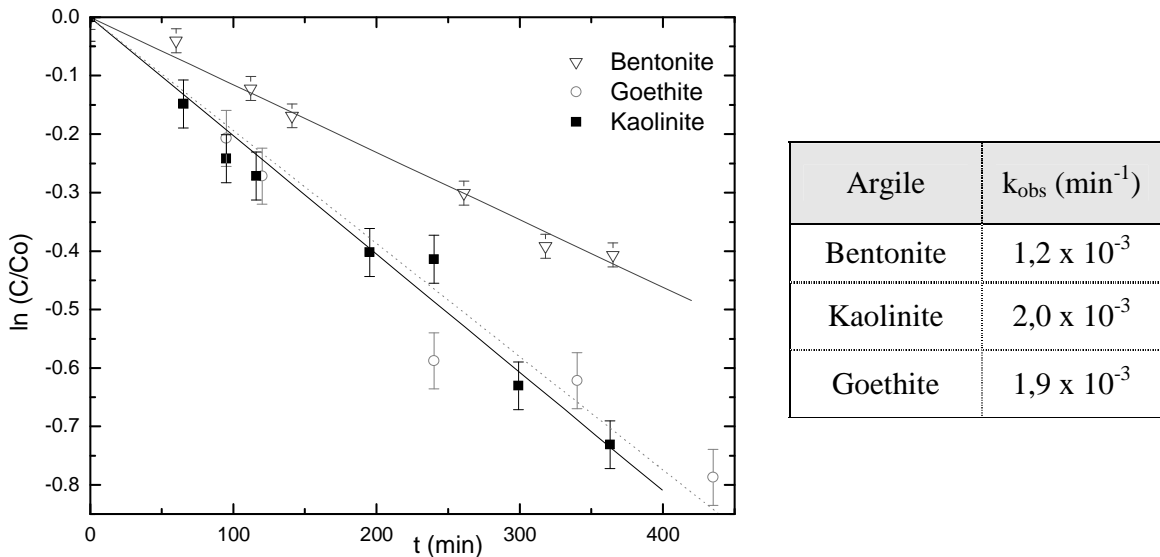 0.0
-0.1
-0.2
-0.3
-0.4
-0.5
-0.6
-0.7
-0.8
ln (C/Co)
0 100 200 300 400
t (min)
Bentonite
Goethite
Kaolinite
Argile k_obs (min⁻¹)
Bentonite 1,2 x 10⁻³
Kaolinite 2,0 x 10⁻³
Goethite 1,9 x 10⁻³